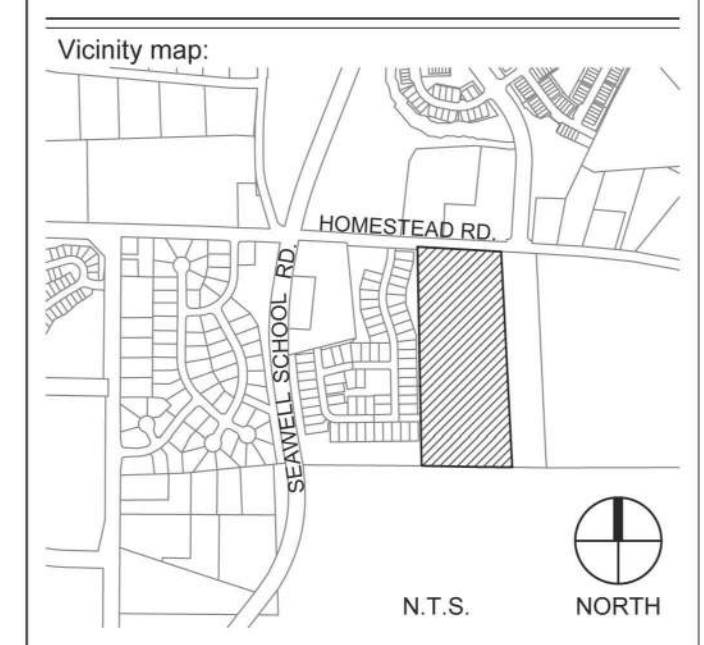 Vicinity map:
HOMESTEAD RD.
SEAWELL SCHOOL RD.
N.T.S.
NORTH